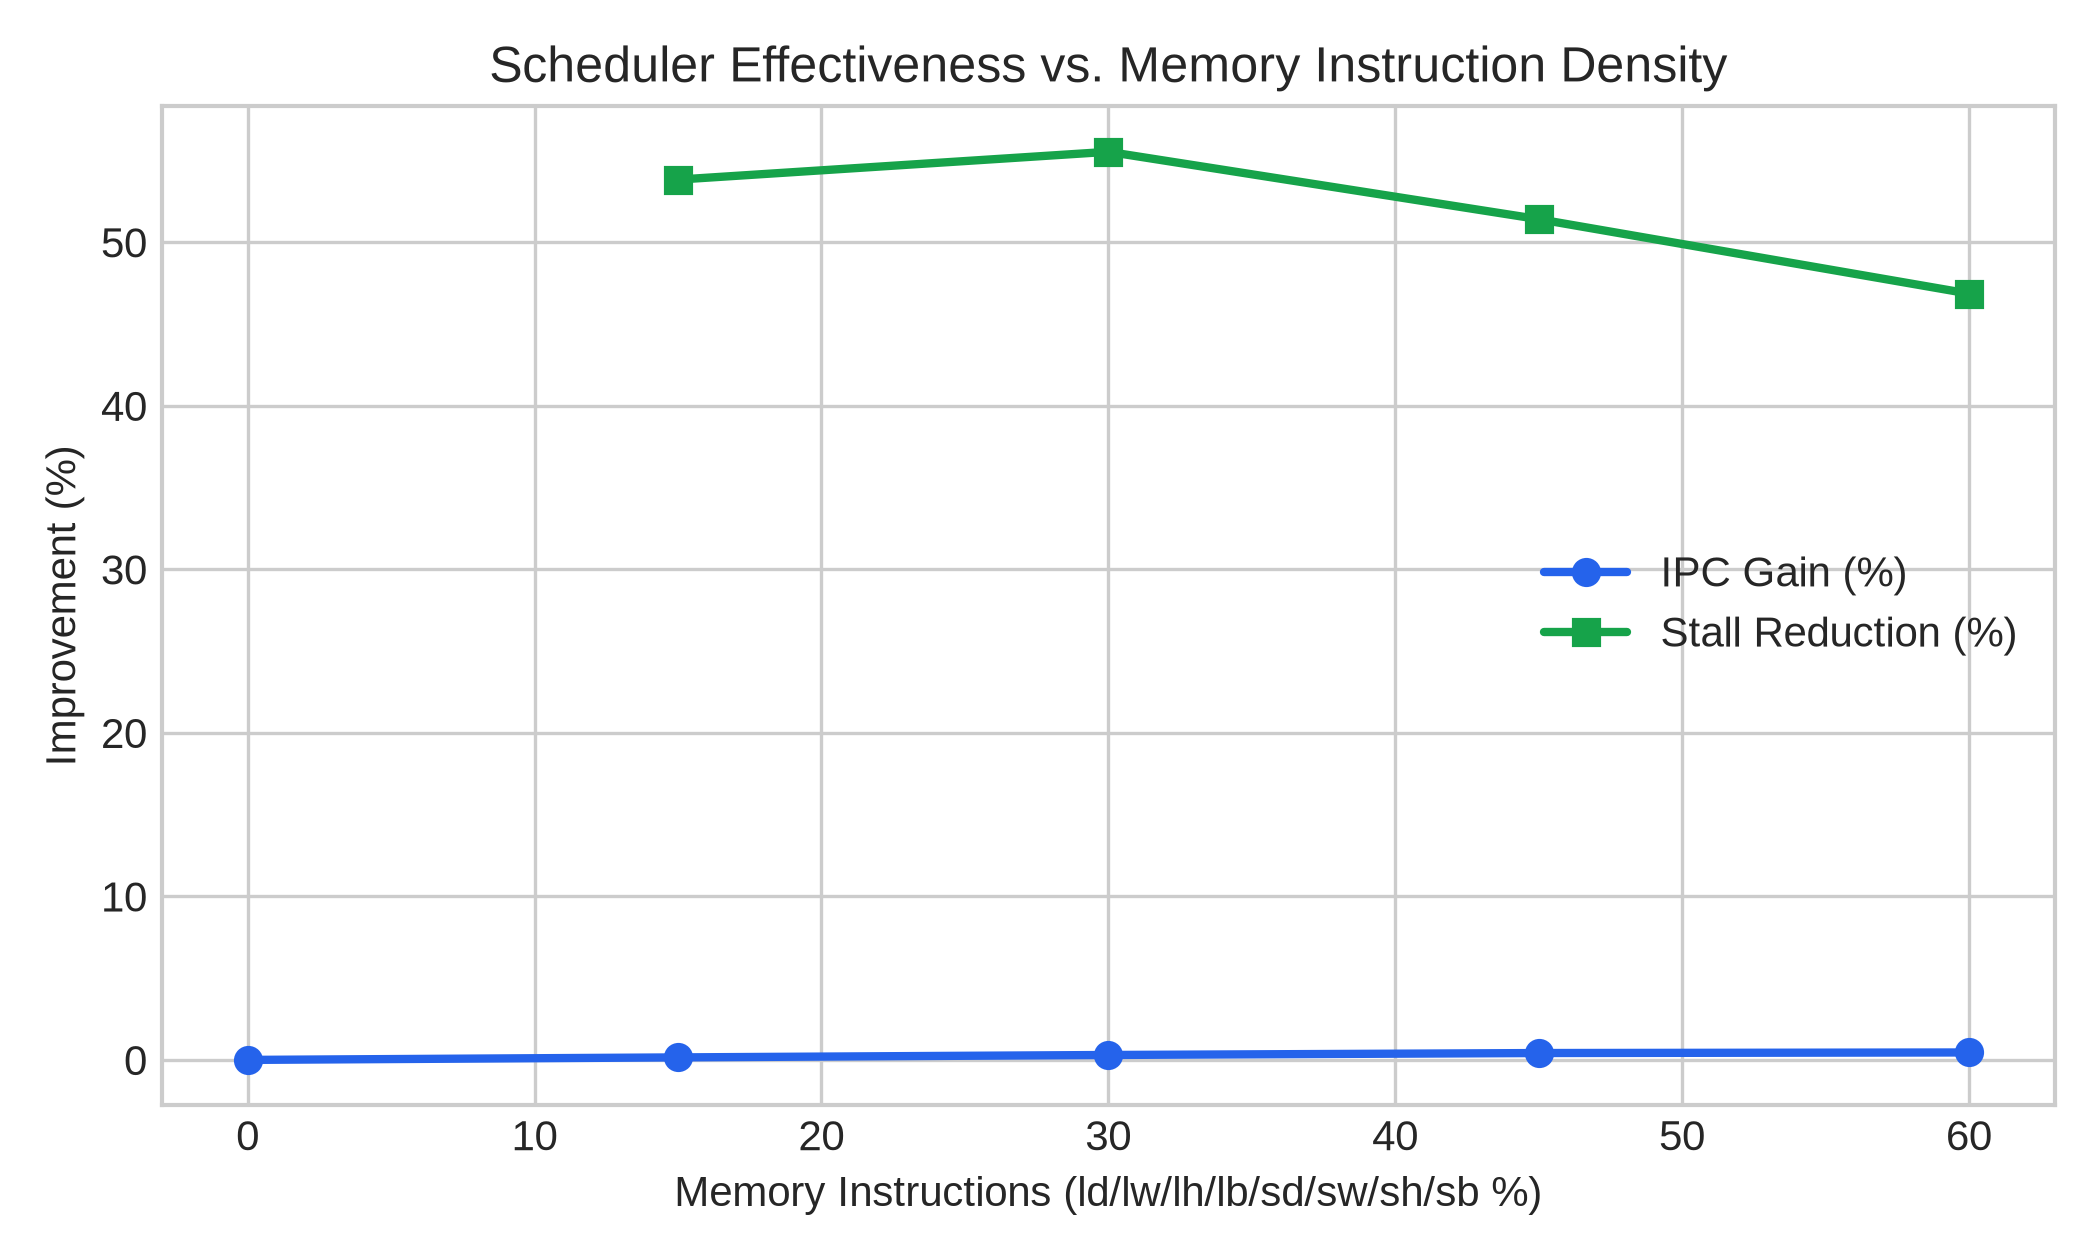 Scheduler Effectiveness vs. Memory Instruction Density
Improvement (%)
50
40
30
20
10
0
IPC Gain (%)
Stall Reduction (%)
0 10 20 30 40 50 60
Memory Instructions (ld/lw/lh/lb/sd/sw/sh/sb %)